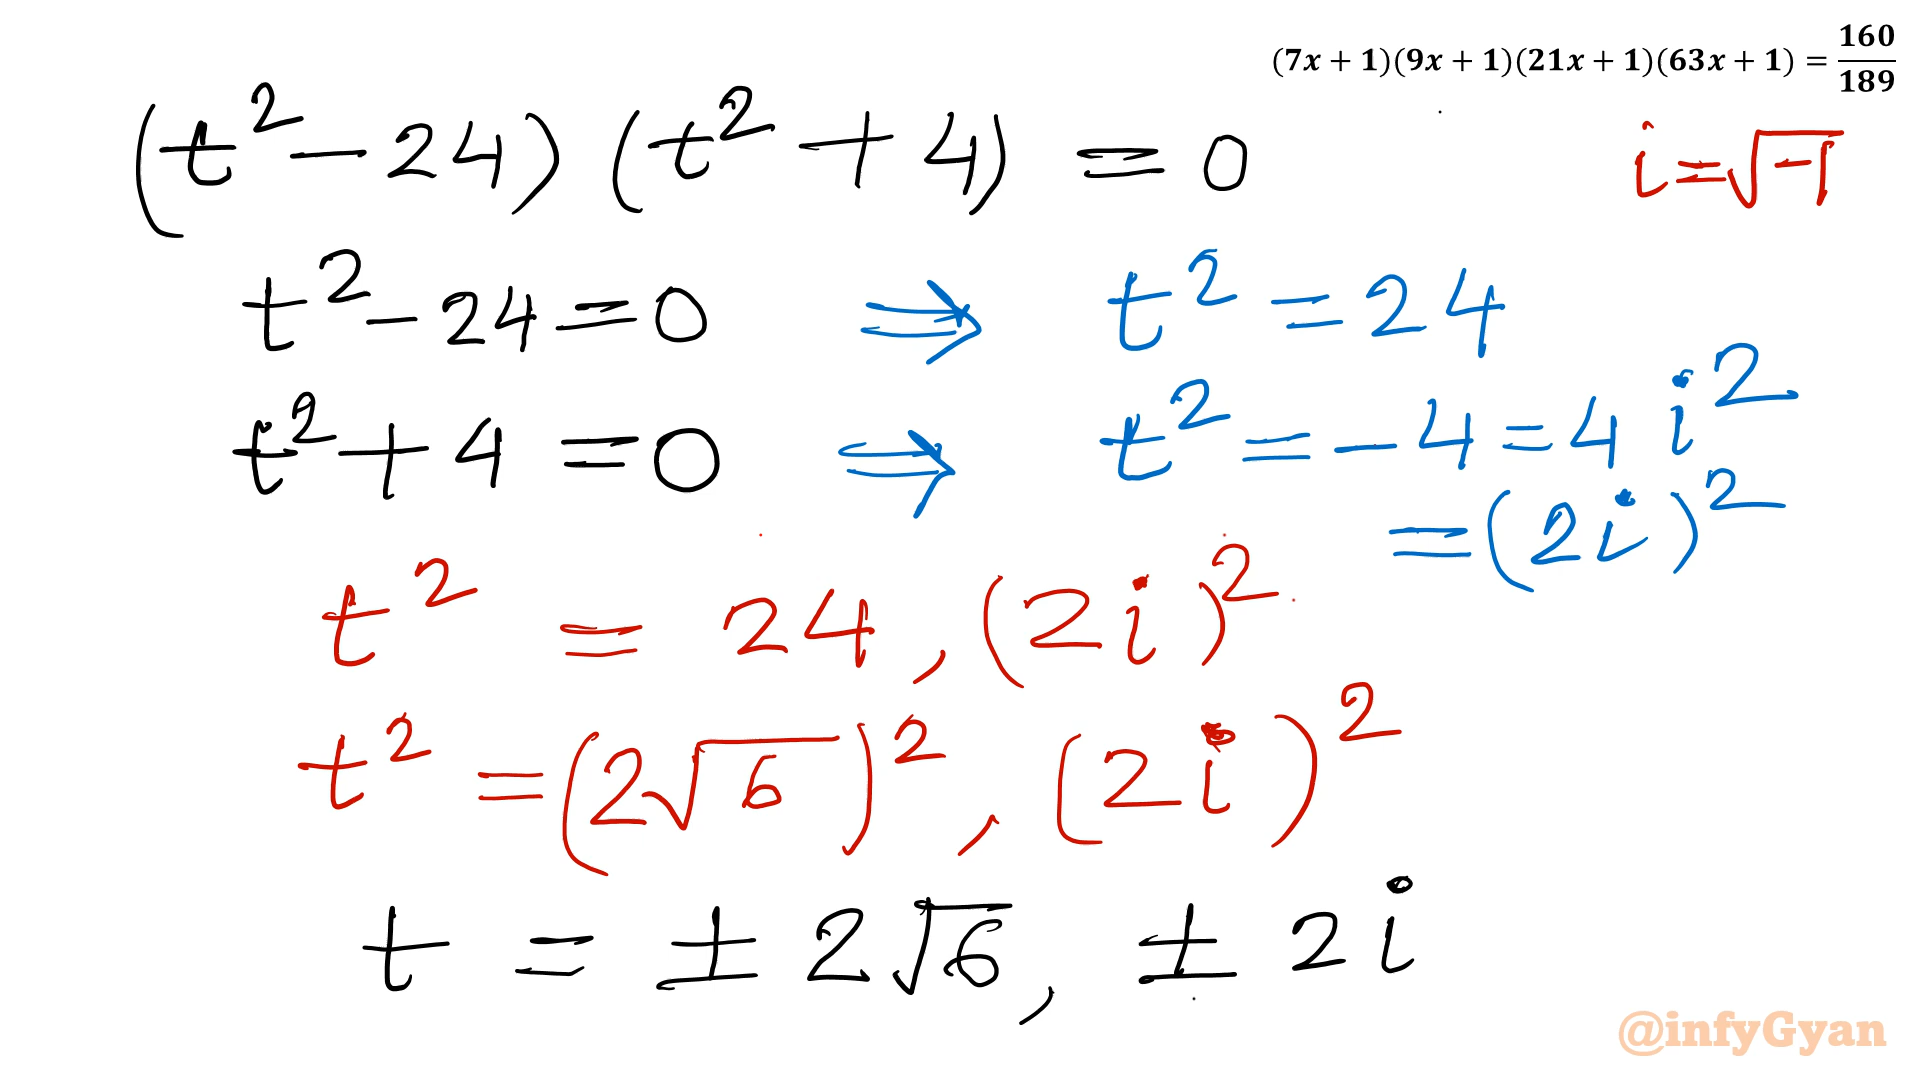 (7x + 1)(9x + 1)(21x + 1)(63x + 1) = 160/189
(t² − 24) (t² + 4) = 0
i = √−1
t² − 24 = 0 ⇒ t² = 24
t² + 4 = 0 ⇒ t² = −4 = 4i²
= (2i)²
t² = 24, (2i)²
t² = (2√6)², (2i)²
t = ± 2√6, ± 2i
@infyGyan